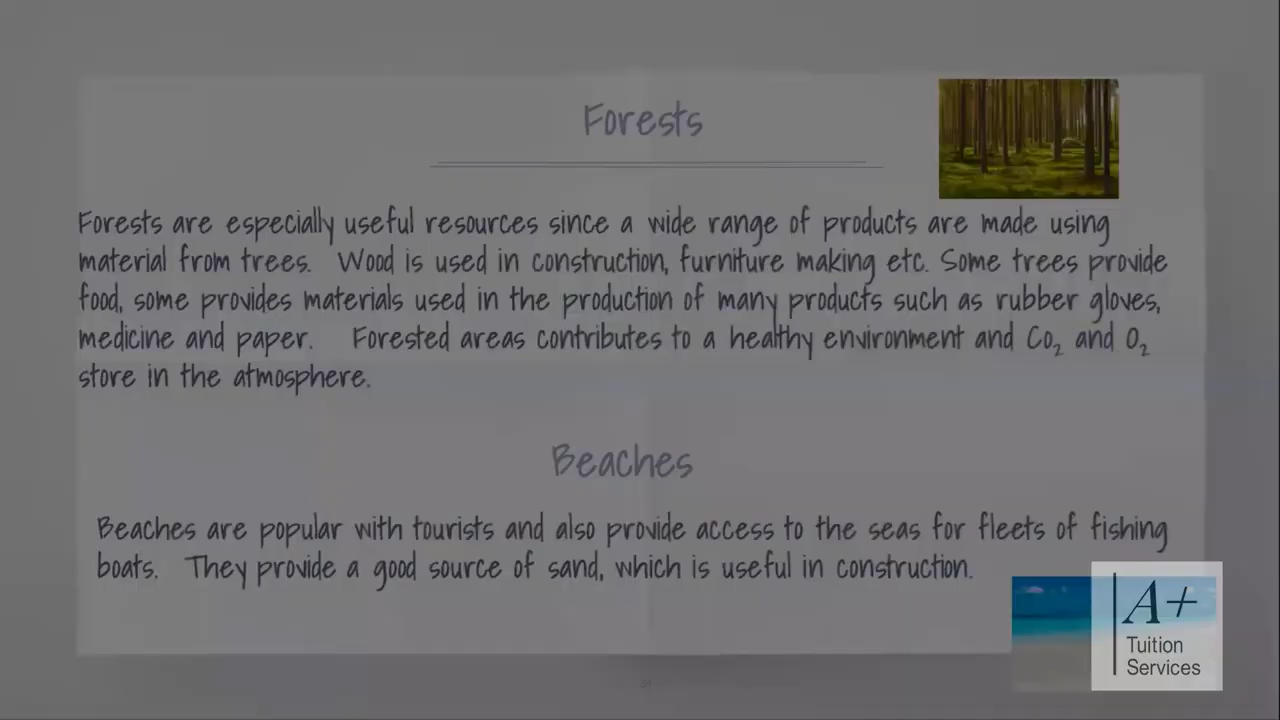 Forests
Forests are especially useful resources since a wide range of products are made using
material from trees. Wood is used in construction, furniture making etc. Some trees provide
food, some provides materials used in the production of many products such as rubber gloves,
medicine and paper. Forested areas contributes to a healthy environment and Co₂ and O₂
store in the atmosphere.
Beaches
Beaches are popular with tourists and also provide access to the seas for fleets of fishing
boats. They provide a good source of sand, which is useful in construction.
A+
Tuition
Services